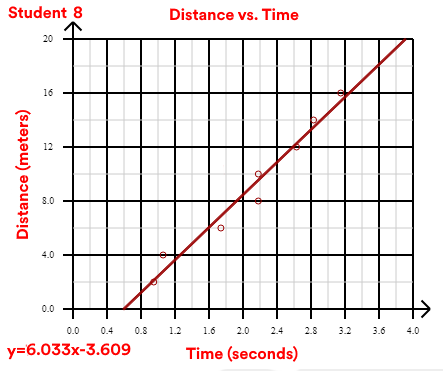 Student 8
Distance vs. Time
Distance (meters)
20
16
12
8.0
4.0
0.0
0.0 0.4 0.8 1.2 1.6 2.0 2.4 2.8 3.2 3.6 4.0
y=6.033x-3.609
Time (seconds)